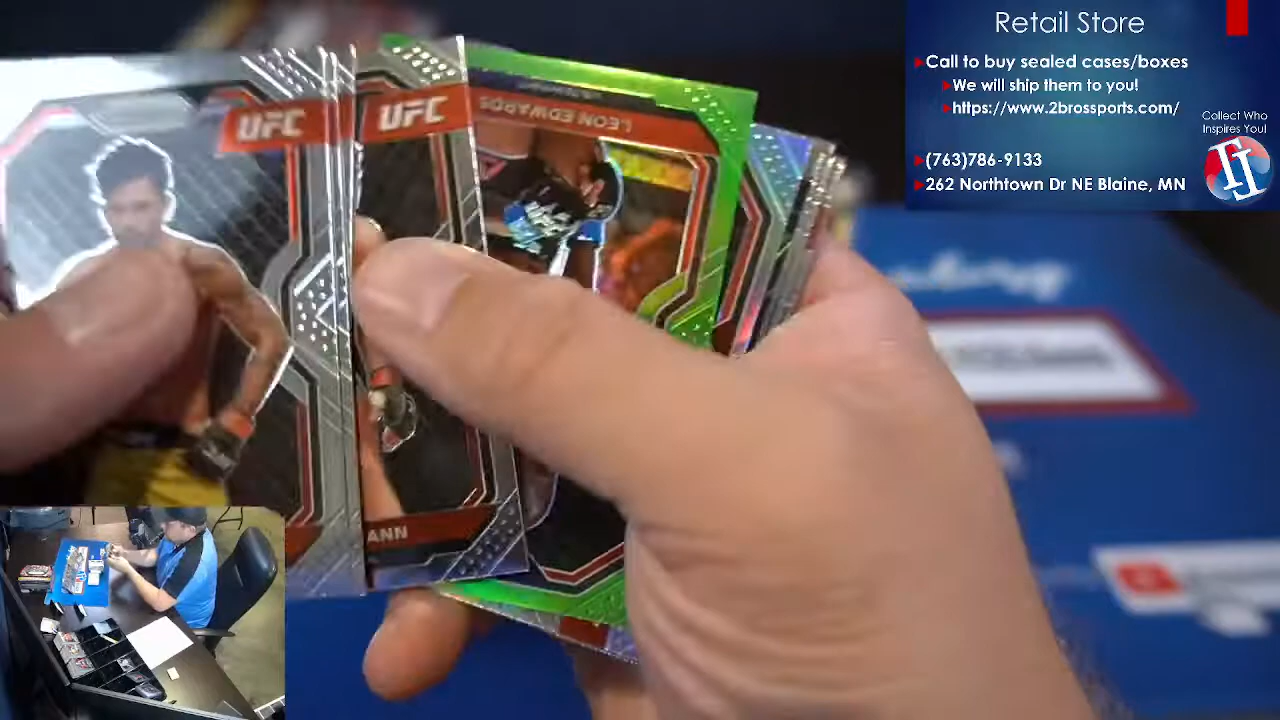 Retail Store
Call to buy sealed cases/boxes
We will ship them to you!
https://www.2brossports.com/
Collect Who
Inspires You!
(763)786-9133
262 Northtown Dr NE Blaine, MN
UFC
UFC
LEON EDWARDS
ANN